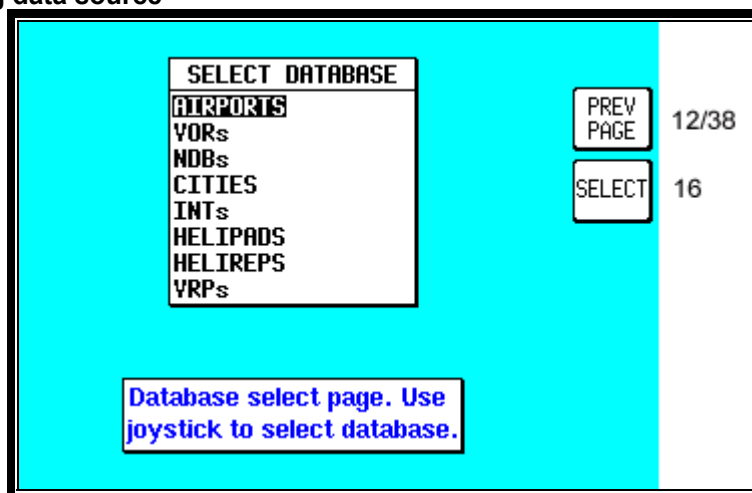 data source
SELECT DATABASE
AIRPORTS
VORs
NDBs
CITIES
INTs
HELIPADS
HELIREPS
VRPs
PREV
PAGE
12/38
SELECT
16
Database select page. Use
joystick to select database.